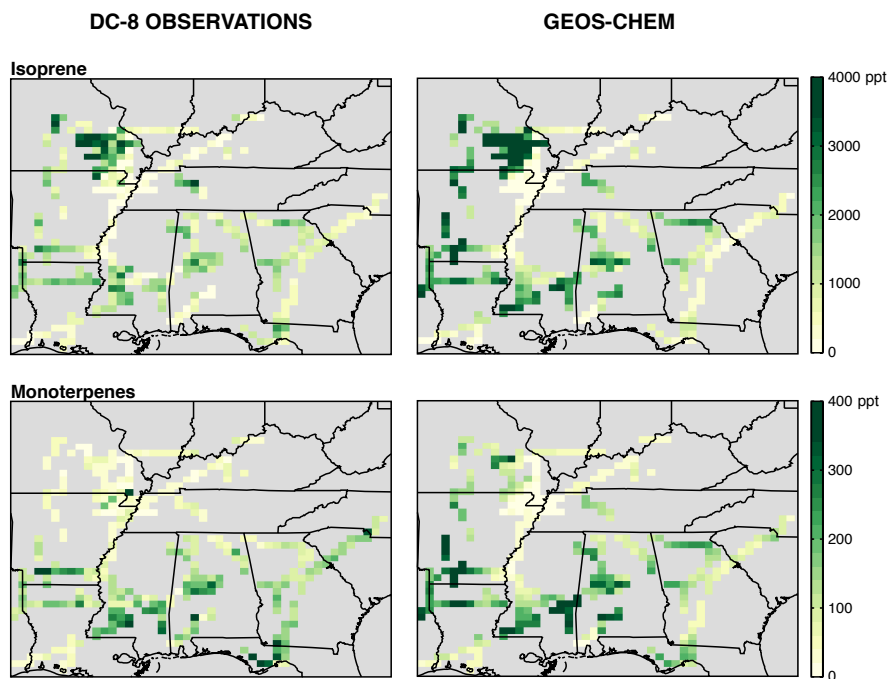 DC-8 OBSERVATIONS GEOS-CHEM
Isoprene
4000 ppt
3000
2000
1000
0
Monoterpenes
400 ppt
300
200
100
0